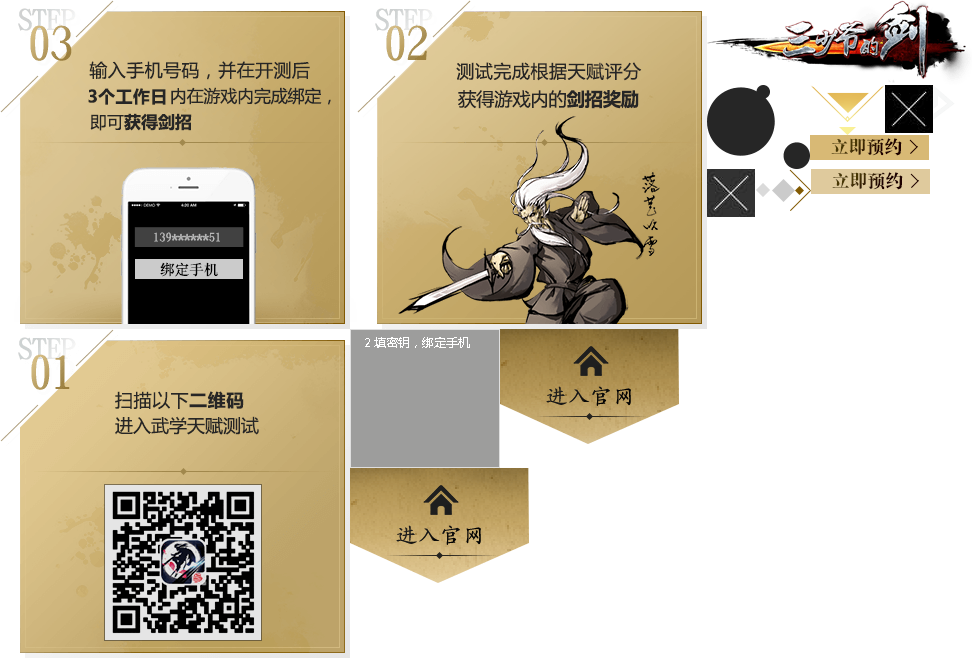 STEP
03
输入手机号码，并在开测后
3个工作日内在游戏内完成绑定，
即可获得剑招
DEMO
4:20 AM
139******51
绑定手机
STEP
02
测试完成根据天赋评分
获得游戏内的剑招奖励
三少爷的剑
立即预约
立即预约
STEP
01
扫描以下二维码
进入武学天赋测试
2 填密钥，绑定手机
进入官网
进入官网